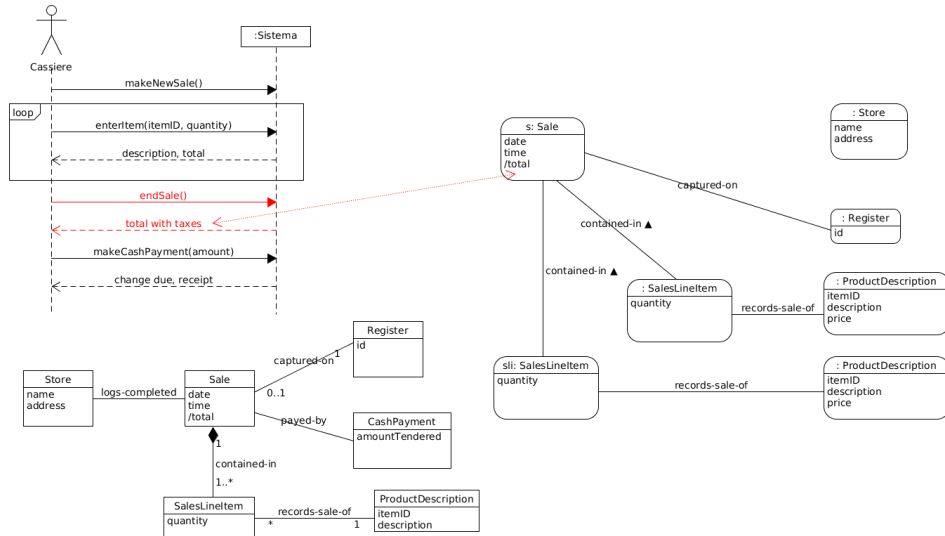 Cassiere
:Sistema
makeNewSale()
loop
enterItem(itemID, quantity)
description, total
endSale()
total with taxes
makeCashPayment(amount)
change due, receipt
s: Sale
date
time
/total
: Store
name
address
captured-on
: Register
id
contained-in ▲
contained-in ▲
: SalesLineItem
quantity
records-sale-of
: ProductDescription
itemID
description
price
sli: SalesLineItem
quantity
records-sale-of
: ProductDescription
itemID
description
price
Register
id
captured-on
1
0..1
Store
name
address
logs-completed
Sale
date
time
/total
payed-by
CashPayment
amountTendered
1
contained-in
1..*
SalesLineItem
quantity
records-sale-of
*
1
ProductDescription
itemID
description